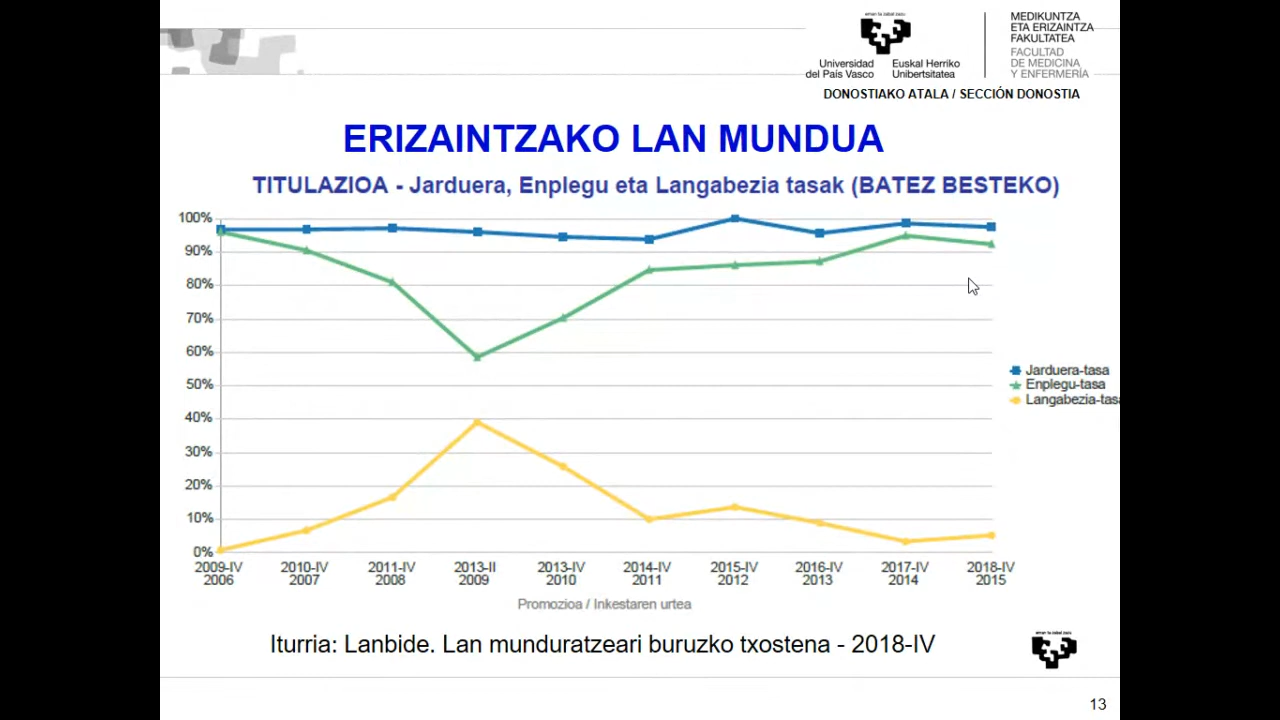 eman ta zabal zazu
Universidad
del País Vasco
Euskal Herriko
Unibertsitatea
MEDIKUNTZA
ETA ERIZAINTZA
FAKULTATEA
FACULTAD
DE MEDICINA
Y ENFERMERÍA
DONOSTIAKO ATALA / SECCIÓN DONOSTIA
ERIZAINTZAKO LAN MUNDUA
TITULAZIOA - Jarduera, Enplegu eta Langabezia tasak (BATEZ BESTEKO)
100%
90%
80%
70%
60%
50%
40%
30%
20%
10%
0%
Jarduera-tasa
Enplegu-tasa
Langabezia-tasa
2009-IV 2010-IV 2011-IV 2013-II 2013-IV 2014-IV 2015-IV 2016-IV 2017-IV 2018-IV
2006 2007 2008 2009 2010 2011 2012 2013 2014 2015
Promozioa / Inkestaren urtea
Iturria: Lanbide. Lan munduratzeari buruzko txostena - 2018-IV
eman ta zabal zazu
13